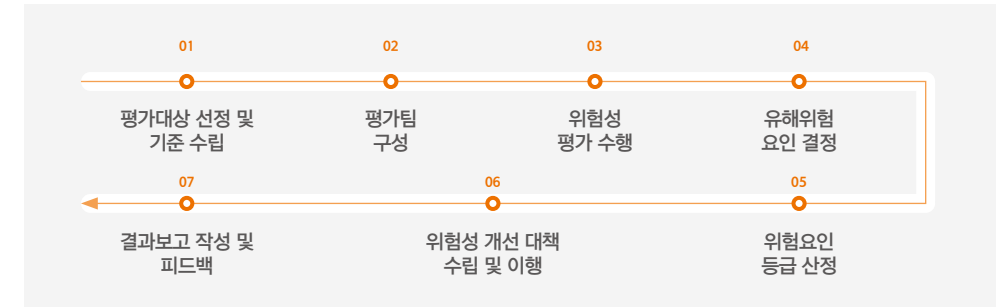 01
평가대상 선정 및
기준 수립
02
평가팀
구성
03
위험성
평가 수행
04
유해위험
요인 결정
05
위험요인
등급 산정
06
위험성 개선 대책
수립 및 이행
07
결과보고 작성 및
피드백